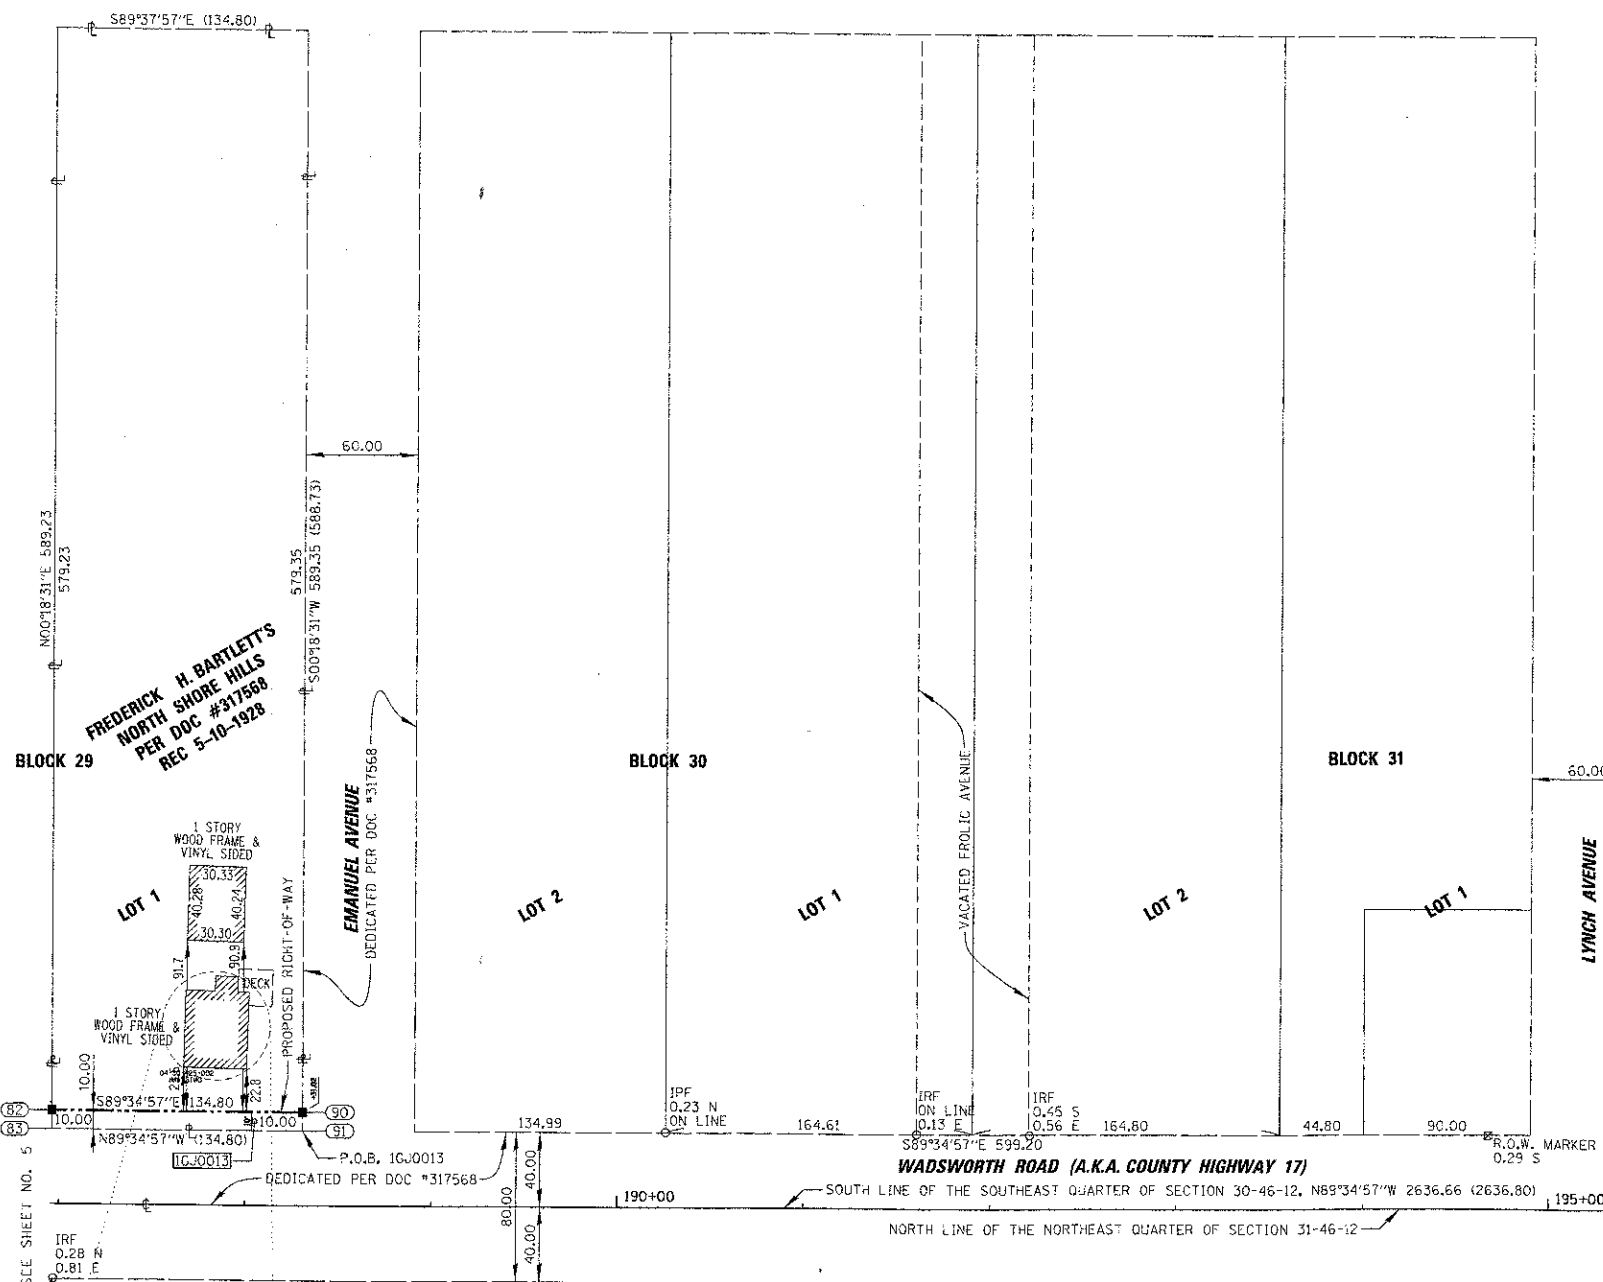 S89°37'57"E (134.80)
60.00
N00°18'31"E 589.23
579.23
579.35
S00°18'31"W 589.35 (588.73)
FREDERICK H. BARTLETT'S
NORTH SHORE HILLS
PER DOC #317568
REC 5-10-1928
BLOCK 29
BLOCK 30
BLOCK 31
60.00
EMANUEL AVENUE
DEDICATED PER DOC #317568
VACATED FROLIC AVENUE
LYNCH AVENUE
1 STORY
WOOD FRAME &
VINYL SIDED
30.33
40.28
40.24
30.30
LOT 1
LOT 2
LOT 1
LOT 2
LOT 1
91.7
90.9
DECK
PROPOSED RIGHT-OF-WAY
1 STORY
WOOD FRAME &
VINYL SIDED
10.00
22.8
82
S89°34'57"E 134.80
90
83
10.00
10.00
91
N89°34'57"W (134.80)
1GJ0013
P.O.B. 1GJ0013
DEDICATED PER DOC #317568
134.99
IPF
0.23 N
ON LINE
164.61
IRF
ON LINE
0.13 E
IRF
0.45 S
0.56 E
164.80
44.80
90.00
R.O.W. MARKER
0.29 S
S89°34'57"E 599.20
WADSWORTH ROAD (A.K.A. COUNTY HIGHWAY 17)
40.00
80.00
40.00
190+00
SOUTH LINE OF THE SOUTHEAST QUARTER OF SECTION 30-46-12, N89°34'57"W 2636.66 (2636.80)
195+00
NORTH LINE OF THE NORTHEAST QUARTER OF SECTION 31-46-12
SEE SHEET NO. 5
IRF
0.28 N
0.81 E